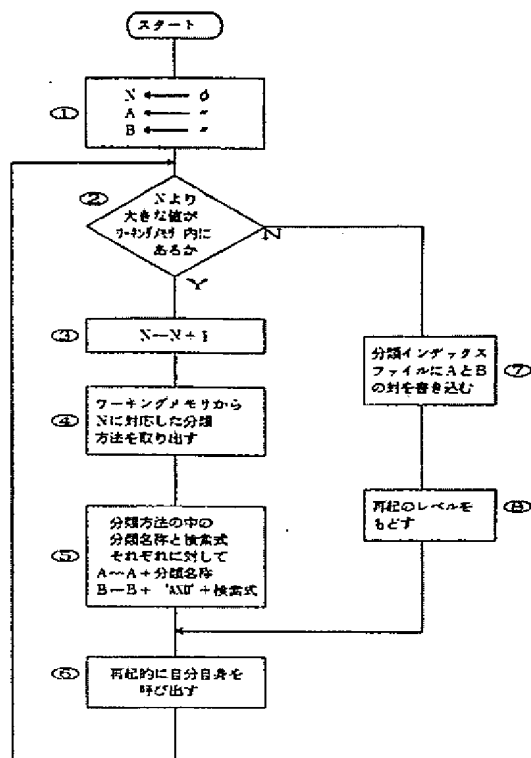 スタート
① N ← φ
A ← 〃
B ← 〃
② Nより
大きな値が
ワーキングメモリ内に
あるか
N
Y
③ N←N+1
④ ワーキングメモリから
Nに対応した分類
方法を取り出す
⑤ 分類方法の中の
分類名称と検索式
それぞれに対して
A←A+分類名称
B←B+'AND'+検索式
⑥ 再起的に自分自身を
呼び出す
分類インデックス ⑦
ファイルにAとB
の対を書き込む
再起のレベルを ⑧
もどす